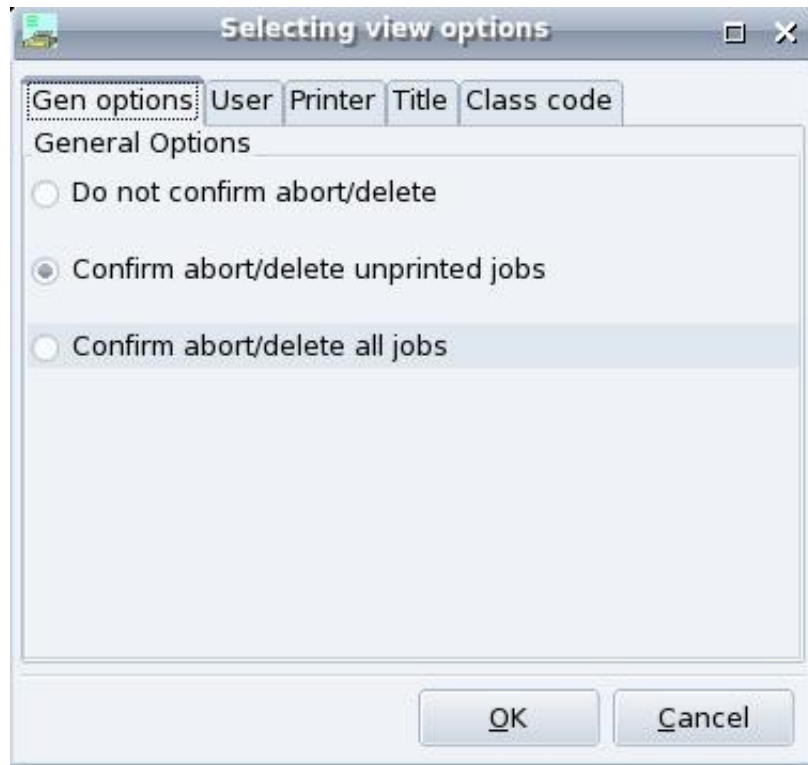 Selecting view options
Gen options User Printer Title Class code
General Options
Do not confirm abort/delete
Confirm abort/delete unprinted jobs
Confirm abort/delete all jobs
OK Cancel